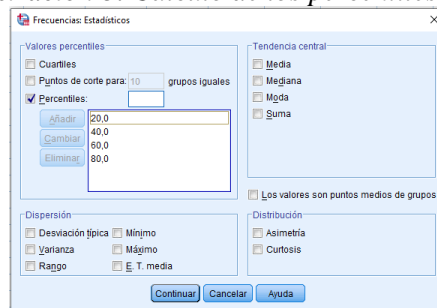 Frecuencias: Estadísticos
Valores percentiles
Cuartiles
Puntos de corte para: 10 grupos iguales
Percentiles:
Añadir
Cambiar
Eliminar
20,0
40,0
60,0
80,0
Tendencia central
Media
Mediana
Moda
Suma
Los valores son puntos medios de grupos
Dispersión
Desviación típica Mínimo
Varianza Máximo
Rango E. T. media
Distribución
Asimetría
Curtosis
Continuar Cancelar Ayuda